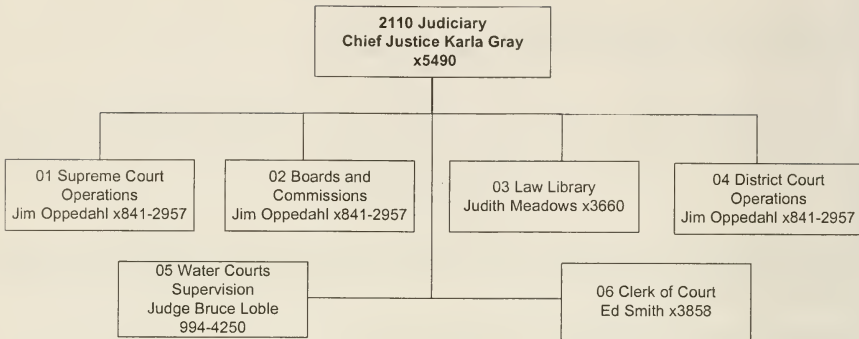 2110 Judiciary
Chief Justice Karla Gray
x5490
01 Supreme Court
Operations
Jim Oppedahl x841-2957
02 Boards and
Commissions
Jim Oppedahl x841-2957
03 Law Library
Judith Meadows x3660
04 District Court
Operations
Jim Oppedahl x841-2957
05 Water Courts
Supervision
Judge Bruce Loble
994-4250
06 Clerk of Court
Ed Smith x3858